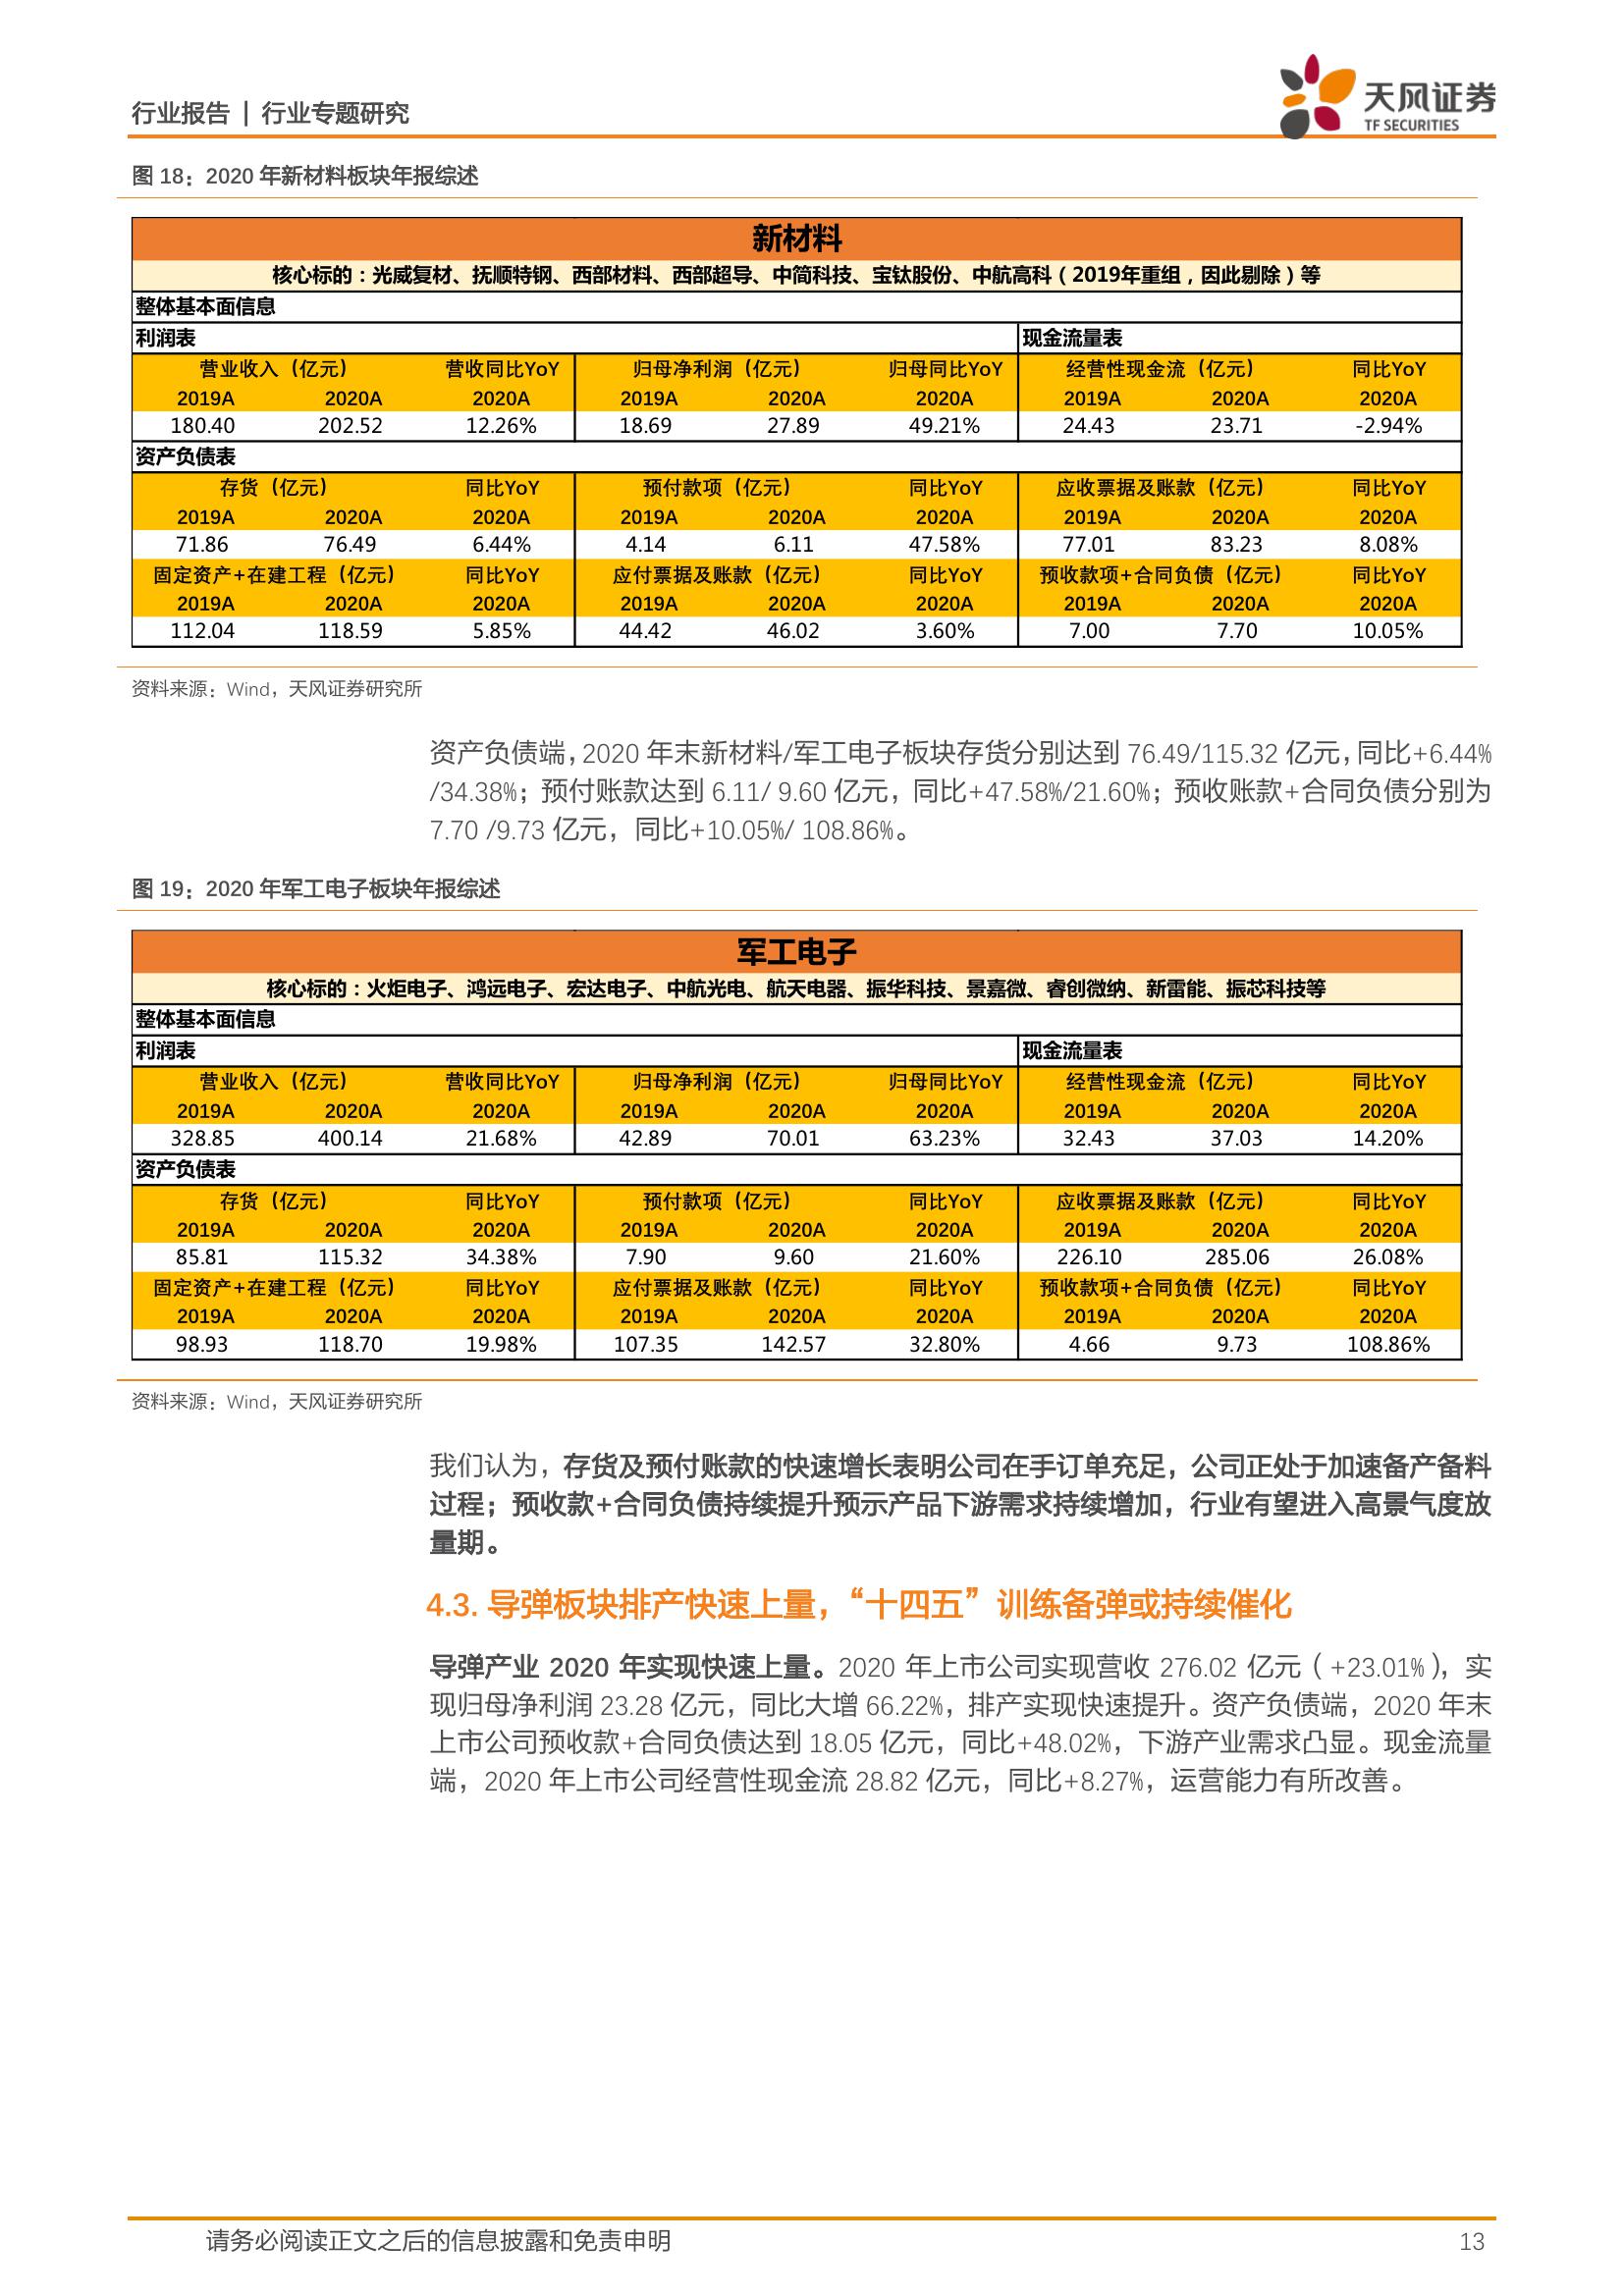 行业报告 | 行业专题研究
天风证券
TF SECURITIES
图 18：2020 年新材料板块年报综述
新材料
核心标的：光威复材、抚顺特钢、西部材料、西部超导、中简科技、宝钛股份、中航高科（2019年重组，因此剔除）等
整体基本面信息
利润表 现金流量表
营业收入（亿元） 营收同比YoY 归母净利润（亿元） 归母同比YoY 经营性现金流（亿元） 同比YoY
2019A 2020A 2020A 2019A 2020A 2020A 2019A 2020A 2020A
180.40 202.52 12.26% 18.69 27.89 49.21% 24.43 23.71 -2.94%
资产负债表
存货（亿元） 同比YoY 预付款项（亿元） 同比YoY 应收票据及账款（亿元） 同比YoY
2019A 2020A 2020A 2019A 2020A 2020A 2019A 2020A 2020A
71.86 76.49 6.44% 4.14 6.11 47.58% 77.01 83.23 8.08%
固定资产+在建工程（亿元） 同比YoY 应付票据及账款（亿元） 同比YoY 预收款项+合同负债（亿元） 同比YoY
2019A 2020A 2020A 2019A 2020A 2020A 2019A 2020A 2020A
112.04 118.59 5.85% 44.42 46.02 3.60% 7.00 7.70 10.05%
资料来源：Wind，天风证券研究所
资产负债端，2020 年末新材料/军工电子板块存货分别达到 76.49/115.32 亿元，同比+6.44%
/34.38%；预付账款达到 6.11/ 9.60 亿元，同比+47.58%/21.60%；预收账款+合同负债分别为
7.70 /9.73 亿元，同比+10.05%/ 108.86%。
图 19：2020 年军工电子板块年报综述
军工电子
核心标的：火炬电子、鸿远电子、宏达电子、中航光电、航天电器、振华科技、景嘉微、睿创微纳、新雷能、振芯科技等
整体基本面信息
利润表 现金流量表
营业收入（亿元） 营收同比YoY 归母净利润（亿元） 归母同比YoY 经营性现金流（亿元） 同比YoY
2019A 2020A 2020A 2019A 2020A 2020A 2019A 2020A 2020A
328.85 400.14 21.68% 42.89 70.01 63.23% 32.43 37.03 14.20%
资产负债表
存货（亿元） 同比YoY 预付款项（亿元） 同比YoY 应收票据及账款（亿元） 同比YoY
2019A 2020A 2020A 2019A 2020A 2020A 2019A 2020A 2020A
85.81 115.32 34.38% 7.90 9.60 21.60% 226.10 285.06 26.08%
固定资产+在建工程（亿元） 同比YoY 应付票据及账款（亿元） 同比YoY 预收款项+合同负债（亿元） 同比YoY
2019A 2020A 2020A 2019A 2020A 2020A 2019A 2020A 2020A
98.93 118.70 19.98% 107.35 142.57 32.80% 4.66 9.73 108.86%
资料来源：Wind，天风证券研究所
我们认为，存货及预付账款的快速增长表明公司在手订单充足，公司正处于加速备产备料
过程；预收款+合同负债持续提升预示产品下游需求持续增加，行业有望进入高景气度放
量期。
4.3. 导弹板块排产快速上量，“十四五”训练备弹或持续催化
导弹产业 2020 年实现快速上量。2020 年上市公司实现营收 276.02 亿元（+23.01%），实
现归母净利润 23.28 亿元，同比大增 66.22%，排产实现快速提升。资产负债端，2020 年末
上市公司预收款+合同负债达到 18.05 亿元，同比+48.02%，下游产业需求凸显。现金流量
端，2020 年上市公司经营性现金流 28.82 亿元，同比+8.27%，运营能力有所改善。
请务必阅读正文之后的信息披露和免责申明 13